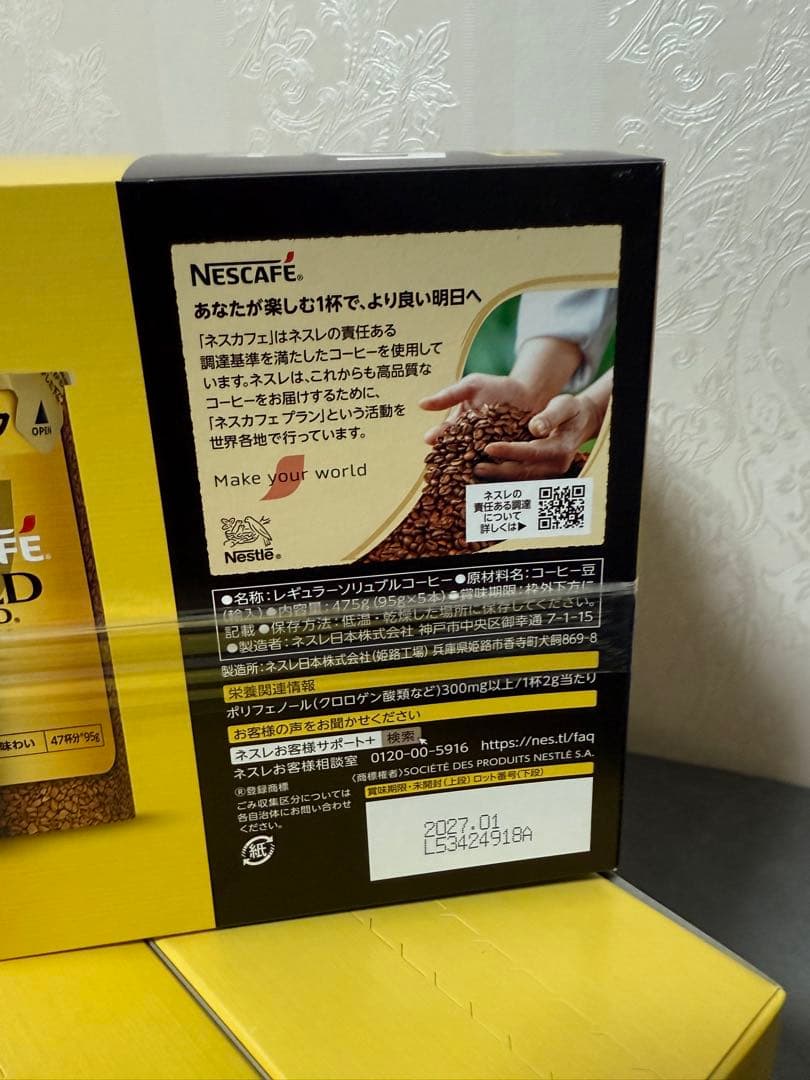 OPEN
FÉ
D
味わい 47杯分*95g
NESCAFÉ®
あなたが楽しむ1杯で、より良い明日へ
「ネスカフェ」はネスレの責任ある
調達基準を満たしたコーヒーを使用して
います。ネスレは、これからも高品質な
コーヒーをお届けするために、
「ネスカフェ プラン」という活動を
世界各地で行っています。
Make your world
Nestlé®
ネスレの
責任ある調達
について
詳しくは▶
●名称：レギュラーソリュブルコーヒー ●原材料名：コーヒー豆
(輸入) ●内容量：475g (95g×5本) ●賞味期限：枠外下方に
記載 ●保存方法：低温・乾燥した場所に保存してください。
●製造者：ネスレ日本株式会社 神戸市中央区御幸通 7-1-15
製造所：ネスレ日本株式会社(姫路工場) 兵庫県姫路市香寺町犬飼869-8
栄養関連情報
ポリフェノール(クロロゲン酸類など)300mg以上/1杯2g当たり
お客様の声をお聞かせください
ネスレお客様サポート+ 検索
ネスレお客様相談室 0120-00-5916 https://nes.tl/faq
〈商標権者〉SOCIÉTÉ DES PRODUITS NESTLÉ S.A.
®登録商標
ごみ収集区分については
各自治体にお問い合わせ
ください。
紙
賞味期限・未開封(上段) ロット番号(下段)
2027.01
L53424918A